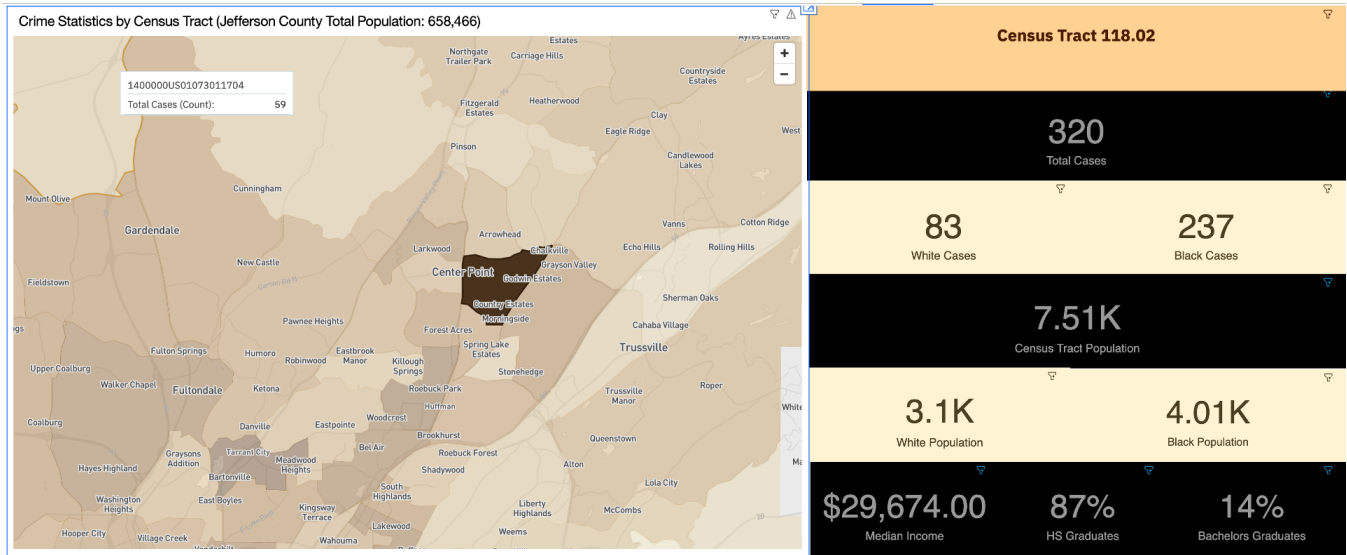 Crime Statistics by Census Tract (Jefferson County Total Population: 658,466)
Estates
Ayres Estates
Northgate
Trailer Park
Carriage Hills
Countryside
Estates
1400000US01073011704
Total Cases (Count): 59
+
−
Fitzgerald
Estates
Heatherwood
Clay
Eagle Ridge
West
Pinson
Candlewood
Lakes
Cunningham
Mount Olive
Gardendale
Arrowhead
Vanns
Cotton Ridge
Larkwood
Chalkville
Echo Hills
Rolling Hills
New Castle
Center Point
Grayson Valley
Godwin Estates
Fieldstown
Country Estates
Sherman Oaks
Pawnee Heights
Morningside
ngs
Forest Acres
Cahaba Village
Spring Lake
Estates
Trussville
Fulton Springs
Humoro
Eastbrook
Manor
Robinwood
Killough
Springs
Upper Coalburg
Stonehedge
Walker Chapel
Fultondale
Ketona
Roebuck Park
Trussville
Manor
Roper
Huffman
White
Coalburg
Woodcrest
Danville
Eastpointe
Brookhurst
Queenstown
Graysons
Addition
Tarrant City
Bel Air
Roebuck Forest
Meadwood
Heights
Hayes Highland
Shadywood
Alton
Ma
Bartonville
Lola City
South
Highlands
Washington
Heights
East Boyles
Kingsway
Terrace
Liberty
Highlands
McCombs
Hooper City
Village Creek
Lakewood
Weems
Wahouma
Vanderbilt
Census Tract 118.02
320
Total Cases
83
White Cases
237
Black Cases
7.51K
Census Tract Population
3.1K
White Population
4.01K
Black Population
$29,674.00
Median Income
87%
HS Graduates
14%
Bachelors Graduates